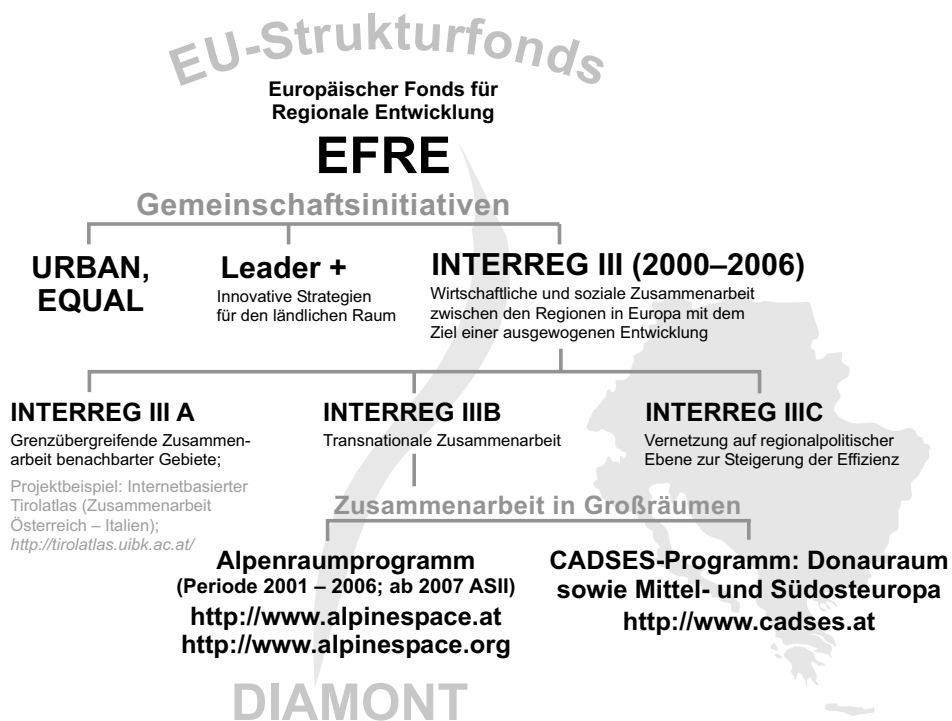 EU-Strukturfonds
Europäischer Fonds für
Regionale Entwicklung
EFRE
Gemeinschaftsinitiativen
URBAN,
EQUAL
Leader +
Innovative Strategien
für den ländlichen Raum
INTERREG III (2000–2006)
Wirtschaftliche und soziale Zusammenarbeit
zwischen den Regionen in Europa mit dem
Ziel einer ausgewogenen Entwicklung
INTERREG III A
Grenzübergreifende Zusammen-
arbeit benachbarter Gebiete;
Projektbeispiel: Internetbasierter
Tirolatlas (Zusammenarbeit
Österreich – Italien);
http://tirolatlas.uibk.ac.at/
INTERREG IIIB
Transnationale Zusammenarbeit
INTERREG IIIC
Vernetzung auf regionalpolitischer
Ebene zur Steigerung der Effizienz
Zusammenarbeit in Großräumen
Alpenraumprogramm
(Periode 2001 – 2006; ab 2007 ASII)
http://www.alpinespace.at
http://www.alpinespace.org
CADSES-Programm: Donauraum
sowie Mittel- und Südosteuropa
http://www.cadses.at
DIAMONT